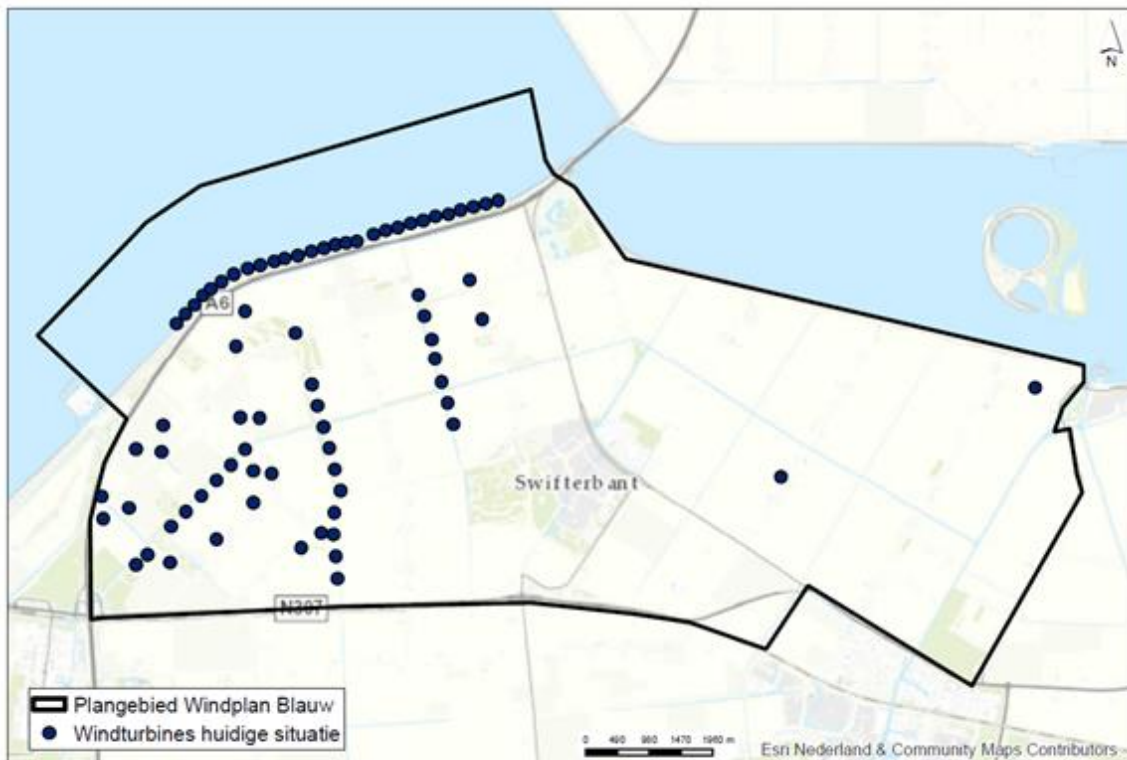 N
A6
Swifterbant
N307
Plangebied Windplan Blauw
Windturbines huidige situatie
0 490 980 1470 1960 m
Esri Nederland & Community Maps Contributors